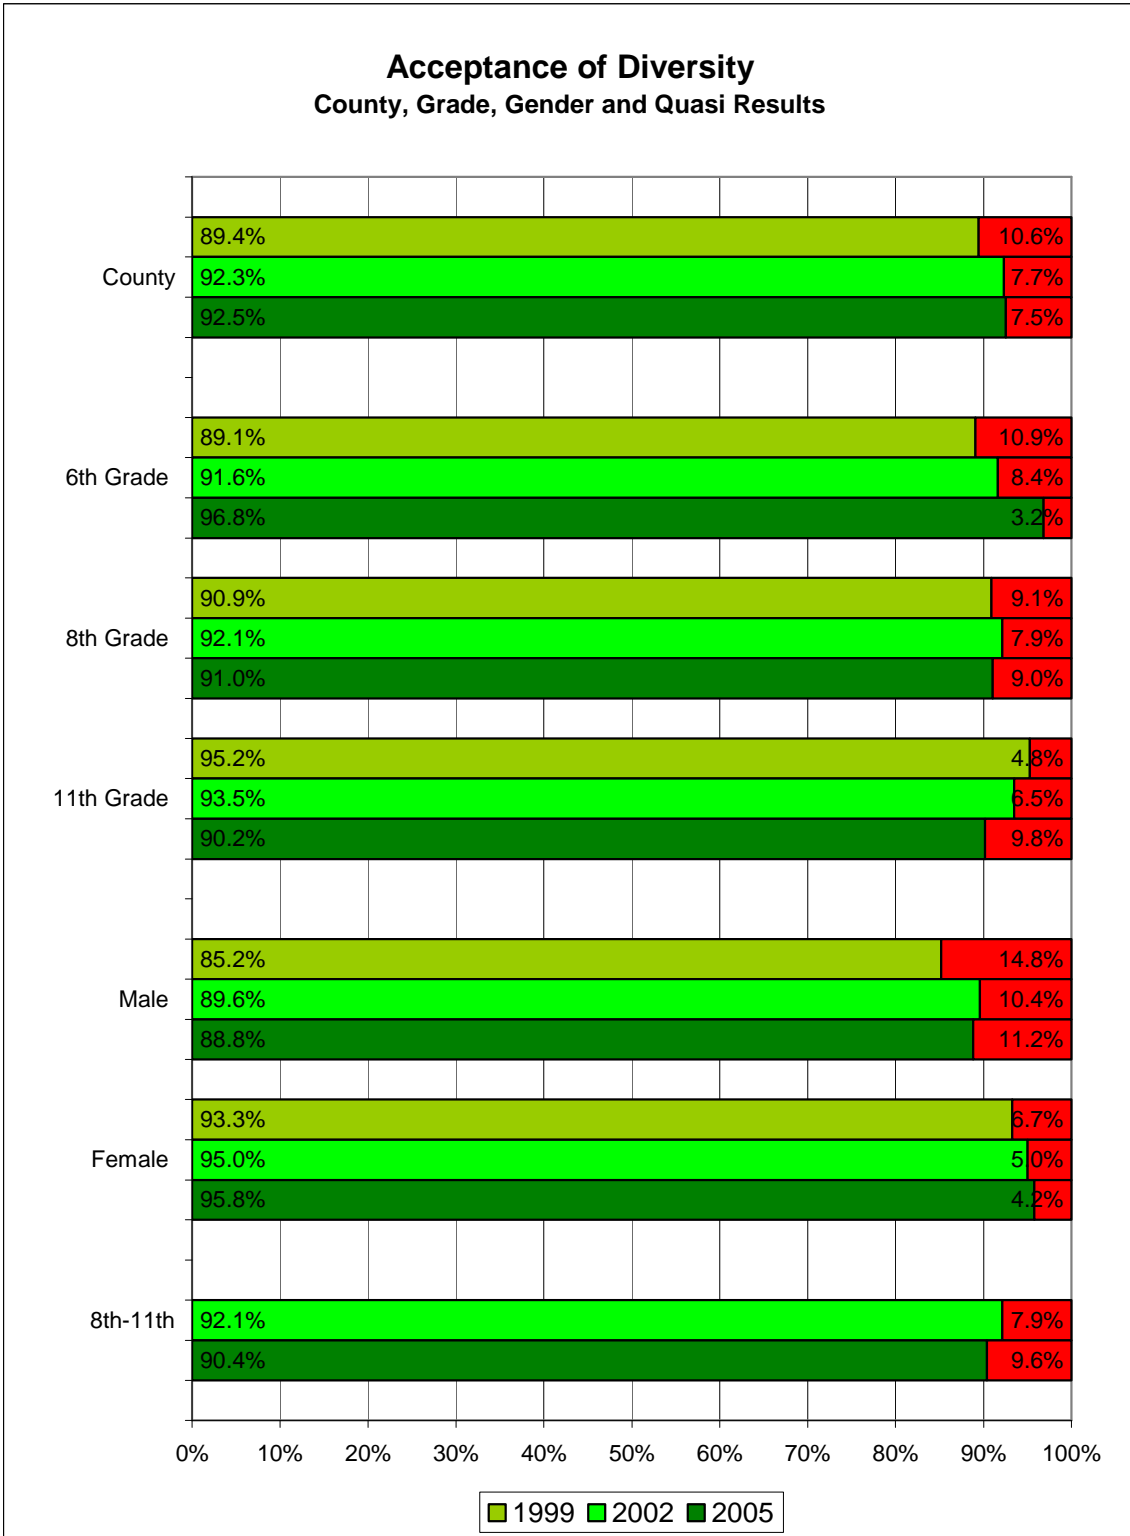 Acceptance of Diversity
County, Grade, Gender and Quasi Results
89.4% 10.6%
County 92.3% 7.7%
92.5% 7.5%
89.1% 10.9%
6th Grade 91.6% 8.4%
96.8% 3.2%
90.9% 9.1%
8th Grade 92.1% 7.9%
91.0% 9.0%
95.2% 4.8%
11th Grade 93.5% 6.5%
90.2% 9.8%
85.2% 14.8%
Male 89.6% 10.4%
88.8% 11.2%
93.3% 6.7%
Female 95.0% 5.0%
95.8% 4.2%
8th-11th 92.1% 7.9%
90.4% 9.6%
0% 10% 20% 30% 40% 50% 60% 70% 80% 90% 100%
1999 2002 2005